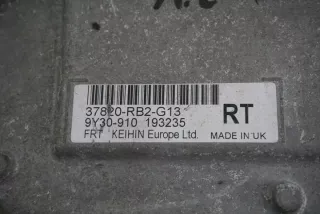 37820-RB2-G13
RT
9Y30-910 193235
FRT KEIHIN Europe Ltd. MADE IN UK